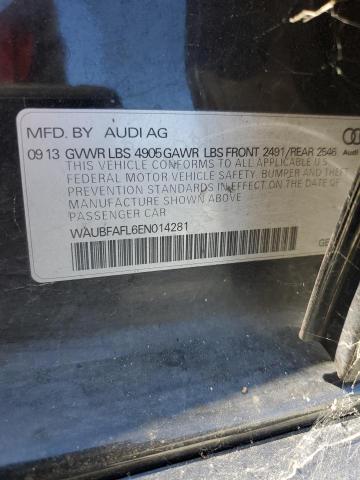 MFD. BY AUDI AG
09 13 GVWR LBS 4905 GAWR LBS FRONT 2491/REAR 2546
THIS VEHICLE CONFORMS TO ALL APPLICABLE U.S.
FEDERAL MOTOR VEHICLE SAFETY, BUMPER,
AND THEFT PREVENTION STANDARDS IN EFFECT ON THE DATE OF
MANUFACTURE SHOWN ABOVE
PASSENGER CAR
WAUBFAFL6EN014281
Audi